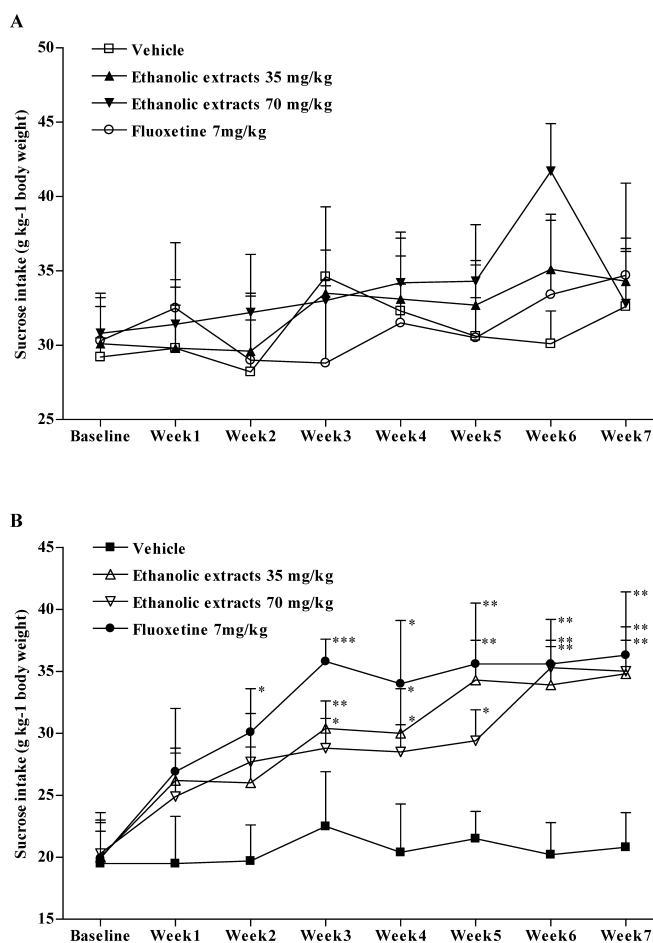 A
50
45
40
35
30
25
Sucrose intake (g kg-1 body weight)
Vehicle
Ethanolic extracts 35 mg/kg
Ethanolic extracts 70 mg/kg
Fluoxetine 7mg/kg
Baseline Week1 Week2 Week3 Week4 Week5 Week6 Week7
B
45
40
35
30
25
20
15
Sucrose intake (g kg-1 body weight)
Vehicle
Ethanolic extracts 35 mg/kg
Ethanolic extracts 70 mg/kg
Fluoxetine 7mg/kg
*
***
**
*
*
*
*
**
**
*
**
**
**
**
**
**
Baseline Week1 Week2 Week3 Week4 Week5 Week6 Week7